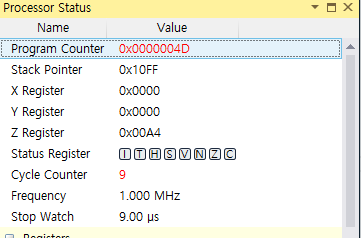 Processor Status
Name Value
Program Counter 0x0000004D
Stack Pointer 0x10FF
X Register 0x0000
Y Register 0x0000
Z Register 0x00A4
Status Register I T H S V N Z C
Cycle Counter 9
Frequency 1.000 MHz
Stop Watch 9.00 µs
Registers